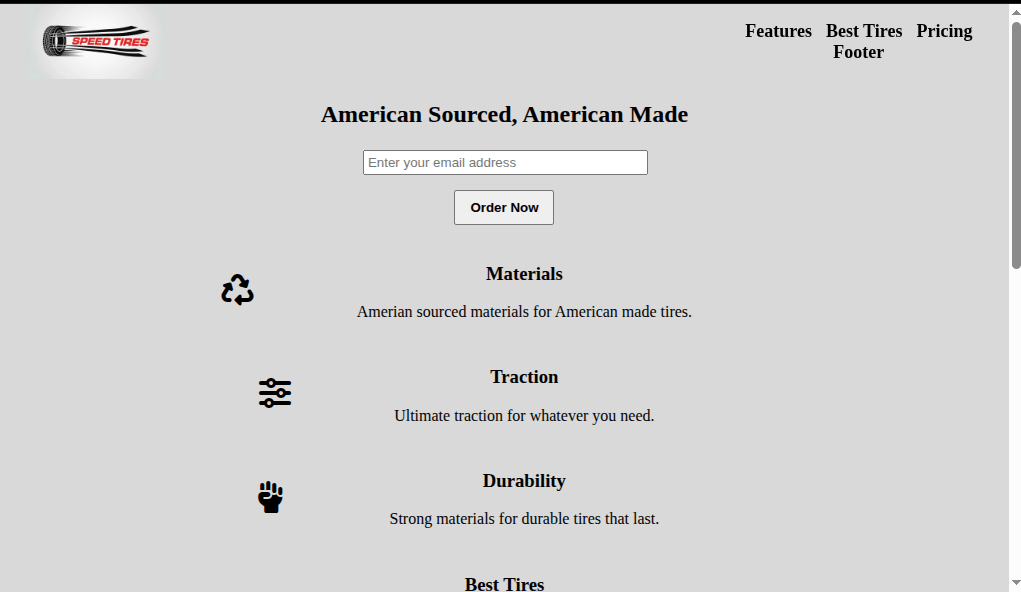 SPEED TIRES
Features Best Tires Pricing
Footer
American Sourced, American Made
Enter your email address
Order Now
Materials
Amerian sourced materials for American made tires.
Traction
Ultimate traction for whatever you need.
Durability
Strong materials for durable tires that last.
Best Tires